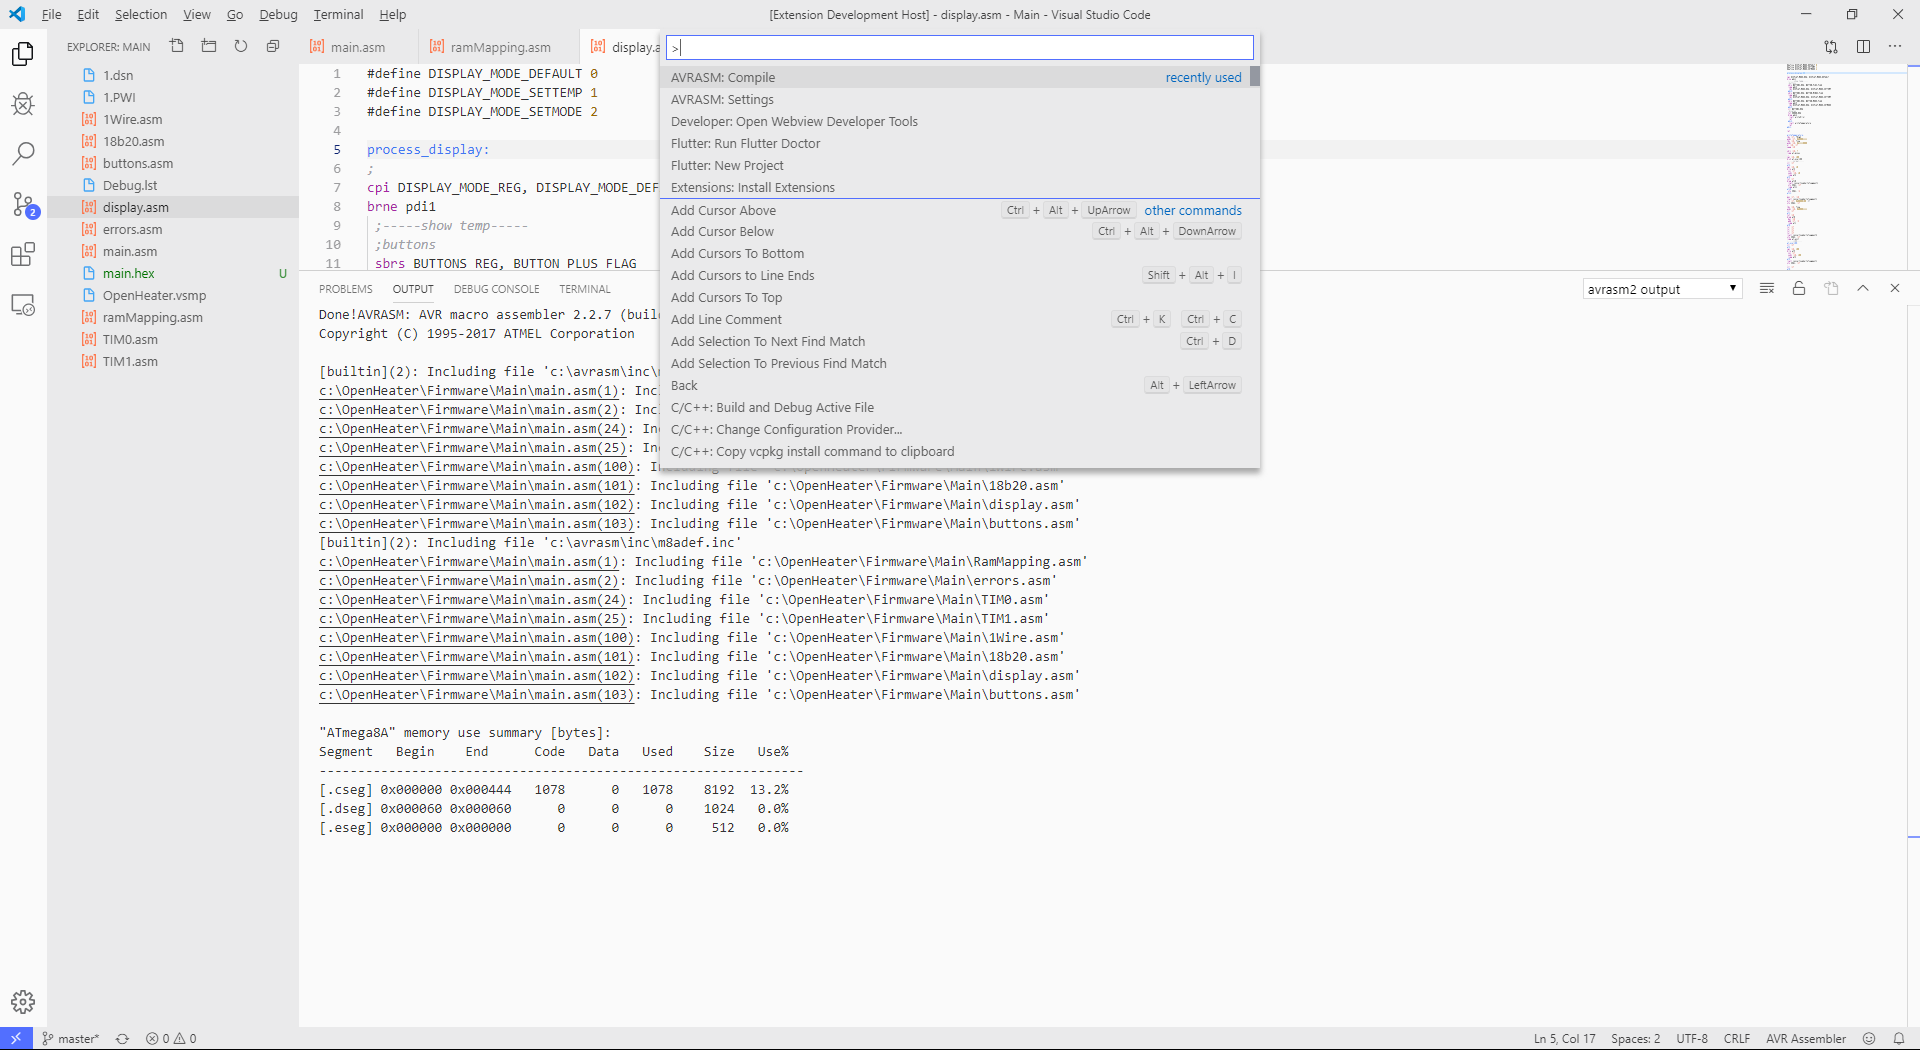 File Edit Selection View Go Debug Terminal Help
[Extension Development Host] - display.asm - Main - Visual Studio Code
EXPLORER: MAIN
1.dsn
1.PWI
1Wire.asm
18b20.asm
buttons.asm
Debug.lst
display.asm
errors.asm
main.asm
main.hex U
OpenHeater.vsmp
ramMapping.asm
TIM0.asm
TIM1.asm
2
main.asm ramMapping.asm display.a
1 #define DISPLAY_MODE_DEFAULT 0
2 #define DISPLAY_MODE_SETTEMP 1
3 #define DISPLAY_MODE_SETMODE 2
4
5 process_display:
6 ;
7 cpi DISPLAY_MODE_REG, DISPLAY_MODE_DEF
8 brne pdi1
9 ;-----show temp-----
10 ;buttons
11 sbrs BUTTONS_REG, BUTTON_PLUS_FLAG
>
AVRASM: Compile recently used
AVRASM: Settings
Developer: Open Webview Developer Tools
Flutter: Run Flutter Doctor
Flutter: New Project
Extensions: Install Extensions
Add Cursor Above Ctrl + Alt + UpArrow other commands
Add Cursor Below Ctrl + Alt + DownArrow
Add Cursors To Bottom
Add Cursors to Line Ends Shift + Alt + I
Add Cursors To Top
Add Line Comment Ctrl + K Ctrl + C
Add Selection To Next Find Match Ctrl + D
Add Selection To Previous Find Match
Back Alt + LeftArrow
C/C++: Build and Debug Active File
C/C++: Change Configuration Provider...
C/C++: Copy vcpkg install command to clipboard
PROBLEMS OUTPUT DEBUG CONSOLE TERMINAL
avrasm2 output
Done!AVRASM: AVR macro assembler 2.2.7 (buil
Copyright (C) 1995-2017 ATMEL Corporation
[builtin](2): Including file 'c:\avrasm\inc\
c:\OpenHeater\Firmware\Main\main.asm(1): Inc
c:\OpenHeater\Firmware\Main\main.asm(2): Inc
c:\OpenHeater\Firmware\Main\main.asm(24): In
c:\OpenHeater\Firmware\Main\main.asm(25): In
c:\OpenHeater\Firmware\Main\main.asm(100): I
c:\OpenHeater\Firmware\Main\main.asm(101): Including file 'c:\OpenHeater\Firmware\Main\18b20.asm'
c:\OpenHeater\Firmware\Main\main.asm(102): Including file 'c:\OpenHeater\Firmware\Main\display.asm'
c:\OpenHeater\Firmware\Main\main.asm(103): Including file 'c:\OpenHeater\Firmware\Main\buttons.asm'
[builtin](2): Including file 'c:\avrasm\inc\m8adef.inc'
c:\OpenHeater\Firmware\Main\main.asm(1): Including file 'c:\OpenHeater\Firmware\Main\RamMapping.asm'
c:\OpenHeater\Firmware\Main\main.asm(2): Including file 'c:\OpenHeater\Firmware\Main\errors.asm'
c:\OpenHeater\Firmware\Main\main.asm(24): Including file 'c:\OpenHeater\Firmware\Main\TIM0.asm'
c:\OpenHeater\Firmware\Main\main.asm(25): Including file 'c:\OpenHeater\Firmware\Main\TIM1.asm'
c:\OpenHeater\Firmware\Main\main.asm(100): Including file 'c:\OpenHeater\Firmware\Main\1Wire.asm'
c:\OpenHeater\Firmware\Main\main.asm(101): Including file 'c:\OpenHeater\Firmware\Main\18b20.asm'
c:\OpenHeater\Firmware\Main\main.asm(102): Including file 'c:\OpenHeater\Firmware\Main\display.asm'
c:\OpenHeater\Firmware\Main\main.asm(103): Including file 'c:\OpenHeater\Firmware\Main\buttons.asm'
"ATmega8A" memory use summary [bytes]:
Segment Begin End Code Data Used Size Use%
---------------------------------------------------------------
[.cseg] 0x000000 0x000444 1078 0 1078 8192 13.2%
[.dseg] 0x000060 0x000060 0 0 0 1024 0.0%
[.eseg] 0x000000 0x000000 0 0 0 512 0.0%
master* 0 0 Ln 5, Col 17 Spaces: 2 UTF-8 CRLF AVR Assembler